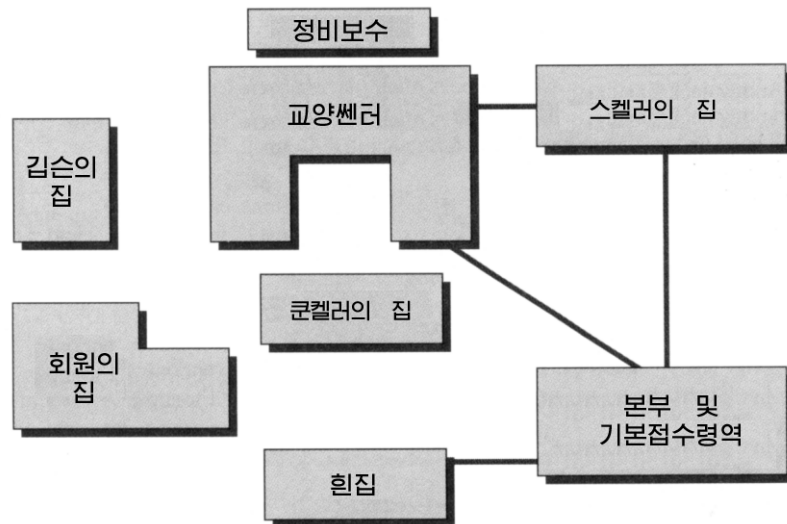 정비보수
교양쎈터
스켈러의 집
깁슨의
집
쿤켈러의 집
회원의
집
본부 및
기본접수령역
흰집